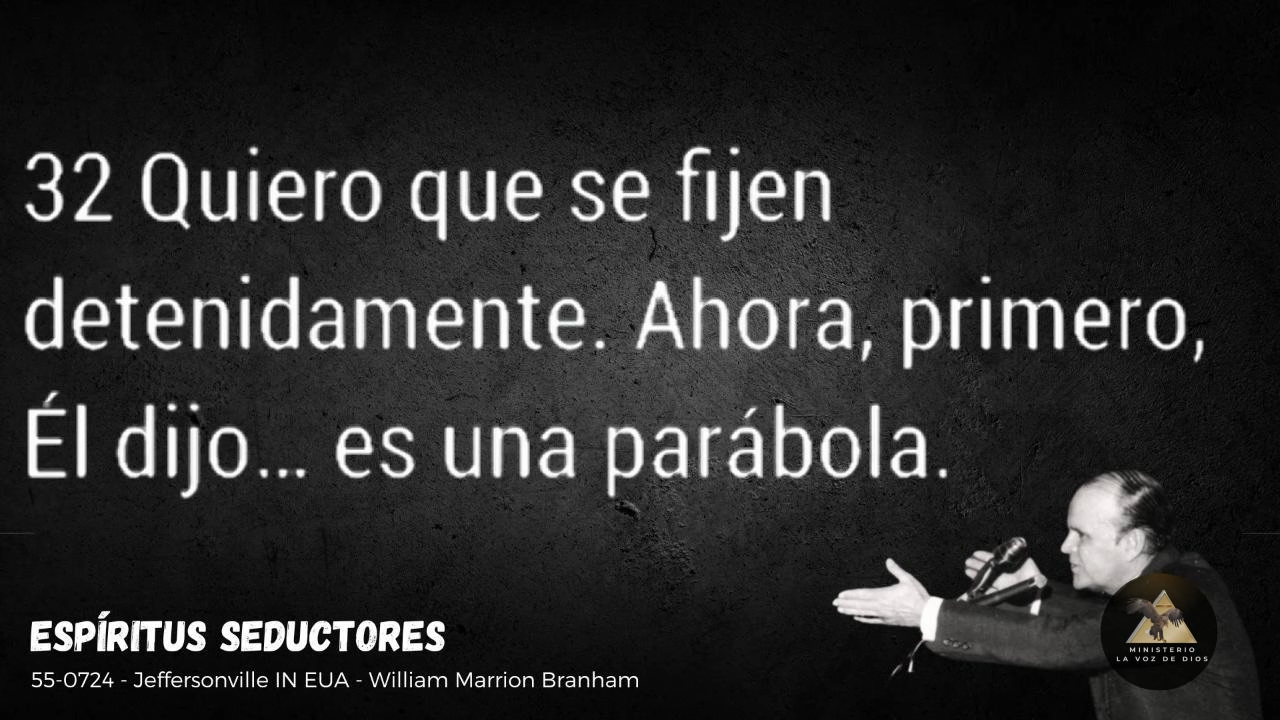 32 Quiero que se fijen
detenidamente. Ahora, primero,
Él dijo... es una parábola.
ESPÍRITUS SEDUCTORES
55-0724 - Jeffersonville IN EUA - William Marrion Branham
MINISTERIO
LA VOZ DE DIOS